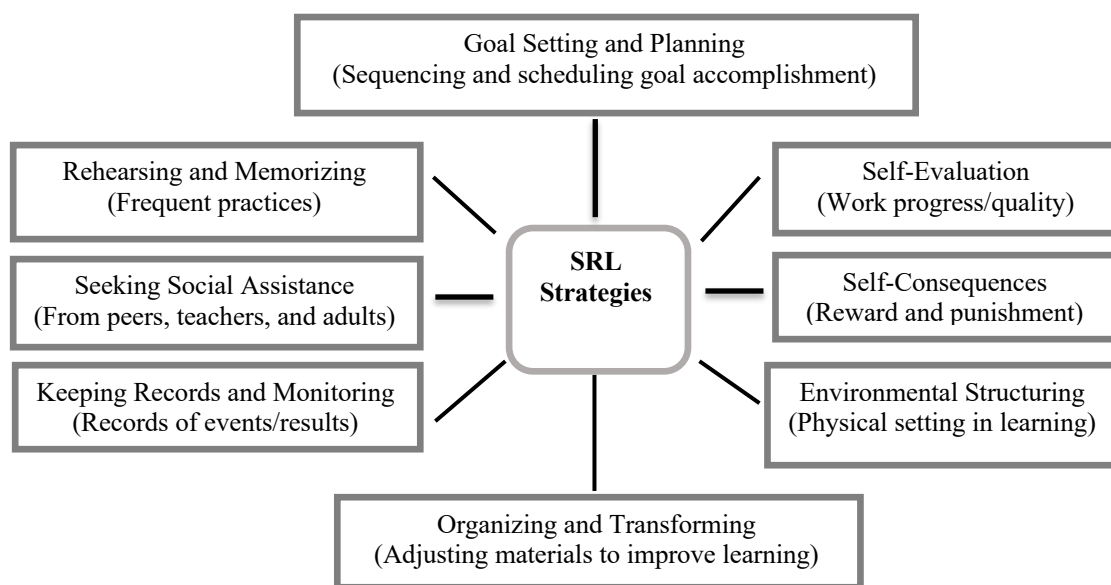 Goal Setting and Planning
(Sequencing and scheduling goal accomplishment)
Rehearsing and Memorizing
(Frequent practices)
Self-Evaluation
(Work progress/quality)
SRL
Strategies
Seeking Social Assistance
(From peers, teachers, and adults)
Self-Consequences
(Reward and punishment)
Keeping Records and Monitoring
(Records of events/results)
Environmental Structuring
(Physical setting in learning)
Organizing and Transforming
(Adjusting materials to improve learning)